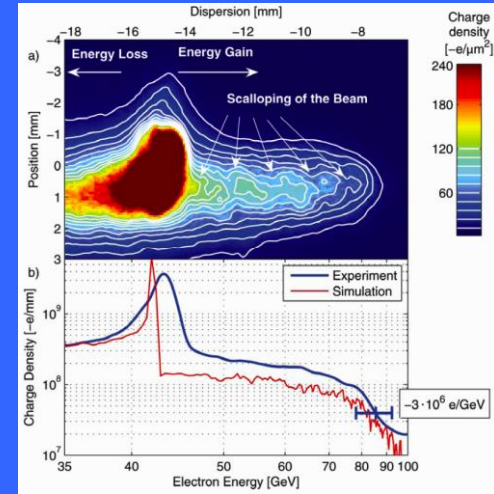 Dispersion [mm]
−18 −16 −14 −12 −10 −9 −8
Charge
density
[−e/µm²]
a)
Energy Loss Energy Gain
Scalloping of the Beam
Position [mm]
−4
−3
−2
−1
0
1
2
3
240
180
120
60
b)
Experiment
Simulation
Charge Density [−e/mm]
10⁹
10⁸
10⁷
−3·10⁶ e/GeV
35 40 50 60 70 80 90 100
Electron Energy [GeV]